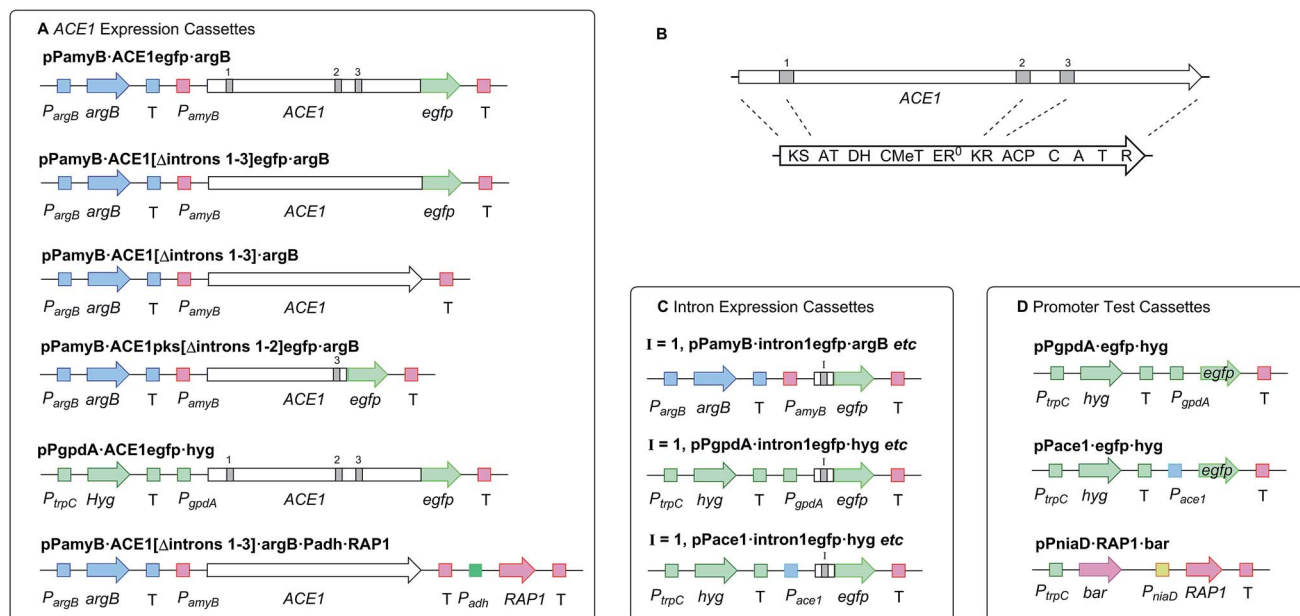 A ACE1 Expression Cassettes
pPamyB·ACE1egfp·argB
1 2 3
PargB argB T PamyB ACE1 egfp T
pPamyB·ACE1[Δintrons 1-3]egfp·argB
PargB argB T PamyB ACE1 egfp T
pPamyB·ACE1[Δintrons 1-3]·argB
PargB argB T PamyB ACE1 T
pPamyB·ACE1pks[Δintrons 1-2]egfp·argB
3
PargB argB T PamyB ACE1 egfp T
pPgpdA·ACE1egfp·hyg
1 2 3
PtrpC Hyg T PgpdA ACE1 egfp T
pPamyB·ACE1[Δintrons 1-3]·argB·Padh·RAP1
PargB argB T PamyB ACE1 T Padh RAP1 T
B
1 2 3
ACE1
KS AT DH CMeT ER0 KR ACP C A T R
C Intron Expression Cassettes
I = 1, pPamyB·intron1egfp·argB etc
I
PargB argB T PamyB egfp T
I = 1, pPgpdA·intron1egfp·hyg etc
I
PtrpC hyg T PgpdA egfp T
I = 1, pPace1·intron1egfp·hyg etc
I
PtrpC hyg T Pace1 egfp T
D Promoter Test Cassettes
pPgpdA·egfp·hyg
egfp
PtrpC hyg T PgpdA T
pPace1·egfp·hyg
egfp
PtrpC hyg T Pace1 T
pPniaD·RAP1·bar
PtrpC bar PniaD RAP1 T